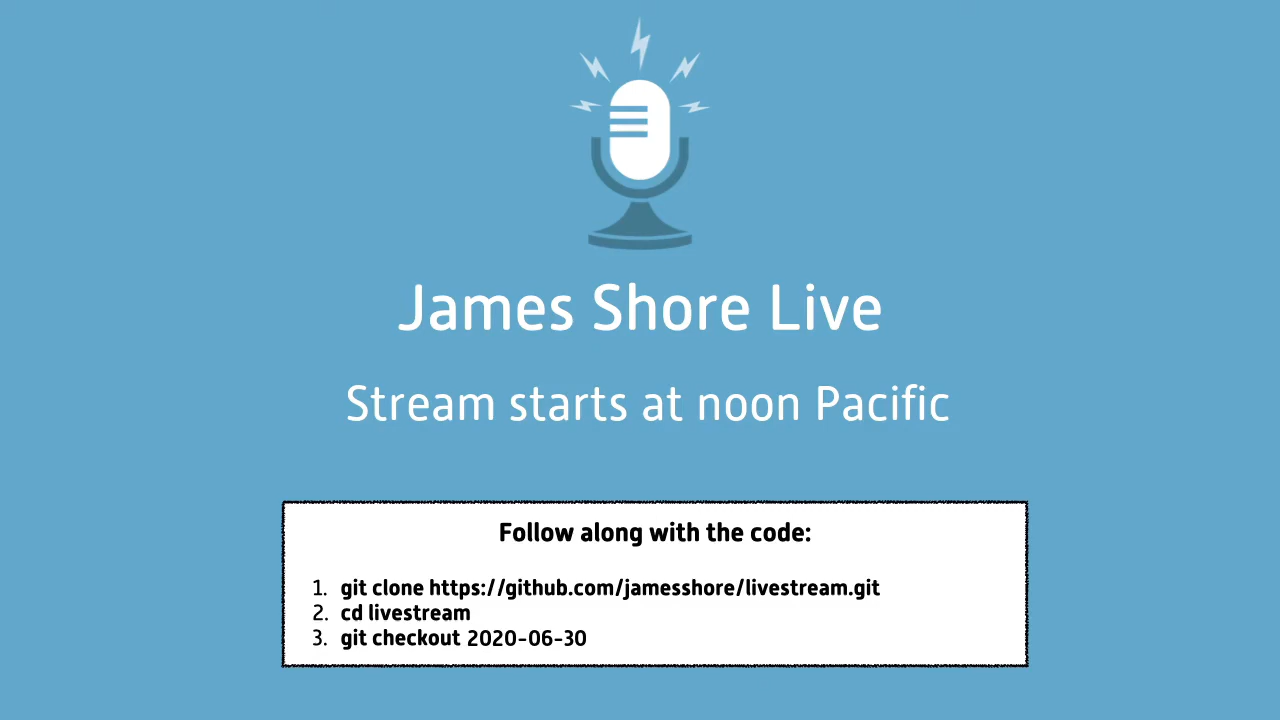 James Shore Live
Stream starts at noon Pacific
Follow along with the code:
1. git clone https://github.com/jamesshore/livestream.git
2. cd livestream
3. git checkout 2020-06-30